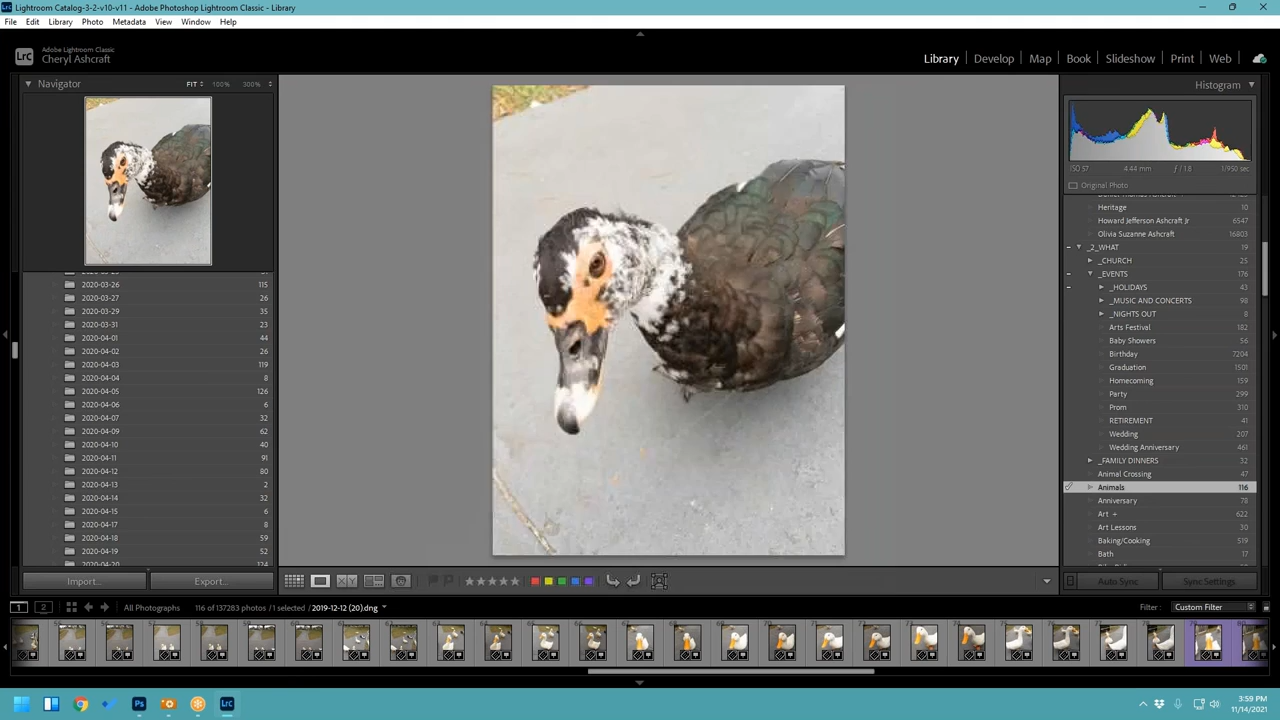 Lightroom Catalog-3-2-v10-v11 - Adobe Photoshop Lightroom Classic - Library
File Edit Library Photo Metadata View Window Help
LrC
Adobe Lightroom Classic
Cheryl Ashcraft
Library | Develop | Map | Book | Slideshow | Print | Web
Navigator FIT 100% 300%
Histogram
ISO 57 4.44 mm ƒ / 1.8 1/950 sec
Original Photo
2020-03-26 115
2020-03-27 26
2020-03-29 35
2020-03-31 23
2020-04-01 44
2020-04-02 26
2020-04-03 119
2020-04-04 8
2020-04-05 126
2020-04-06 6
2020-04-07 32
2020-04-09 62
2020-04-10 40
2020-04-11 91
2020-04-12 80
2020-04-13 2
2020-04-14 32
2020-04-15 6
2020-04-17 8
2020-04-18 59
2020-04-19 52
2020-04-20 124
Heritage 10
Howard Jefferson Ashcraft Jr 6547
Olivia Suzanne Ashcraft 16803
_2_WHAT 19
_CHURCH 25
_EVENTS 176
_HOLIDAYS 43
_MUSIC AND CONCERTS 98
_NIGHTS OUT 8
Arts Festival 182
Baby Showers 56
Birthday 7204
Graduation 1501
Homecoming 159
Party 299
Prom 310
RETIREMENT 41
Wedding 207
Wedding Anniversary 461
_FAMILY DINNERS 32
Animal Crossing 47
Animals 116
Anniversary 78
Art + 622
Art Lessons 30
Baking/Cooking 519
Bath 17
Import... Export...
Auto Sync Sync Settings
1 2 All Photographs 116 of 137283 photos / 1 selected / 2019-12-12 (20).dng
Filter : Custom Filter
Ps LrC
3:59 PM
11/14/2021